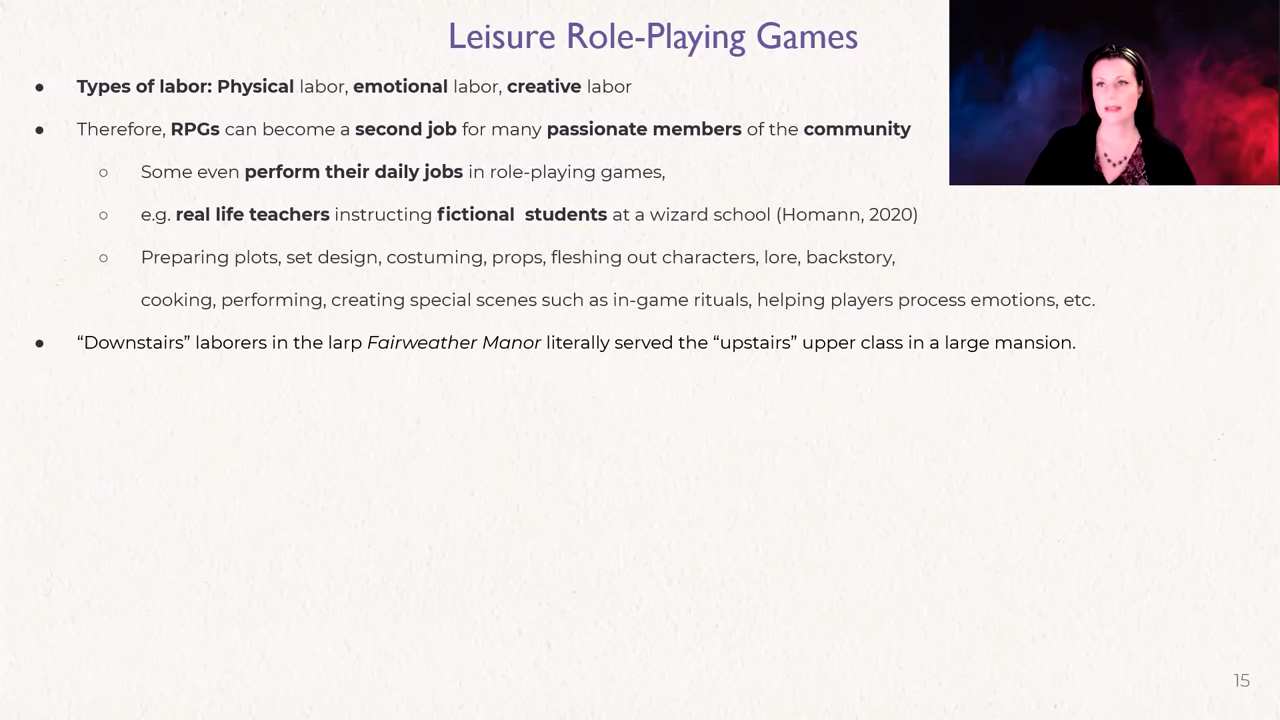 Leisure Role-Playing Games
● Types of labor: Physical labor, emotional labor, creative labor
● Therefore, RPGs can become a second job for many passionate members of the community
○ Some even perform their daily jobs in role-playing games,
○ e.g. real life teachers instructing fictional  students at a wizard school (Homann, 2020)
○ Preparing plots, set design, costuming, props, fleshing out characters, lore, backstory,
cooking, performing, creating special scenes such as in-game rituals, helping players process emotions, etc.
● “Downstairs” laborers in the larp Fairweather Manor literally served the “upstairs” upper class in a large mansion.
15